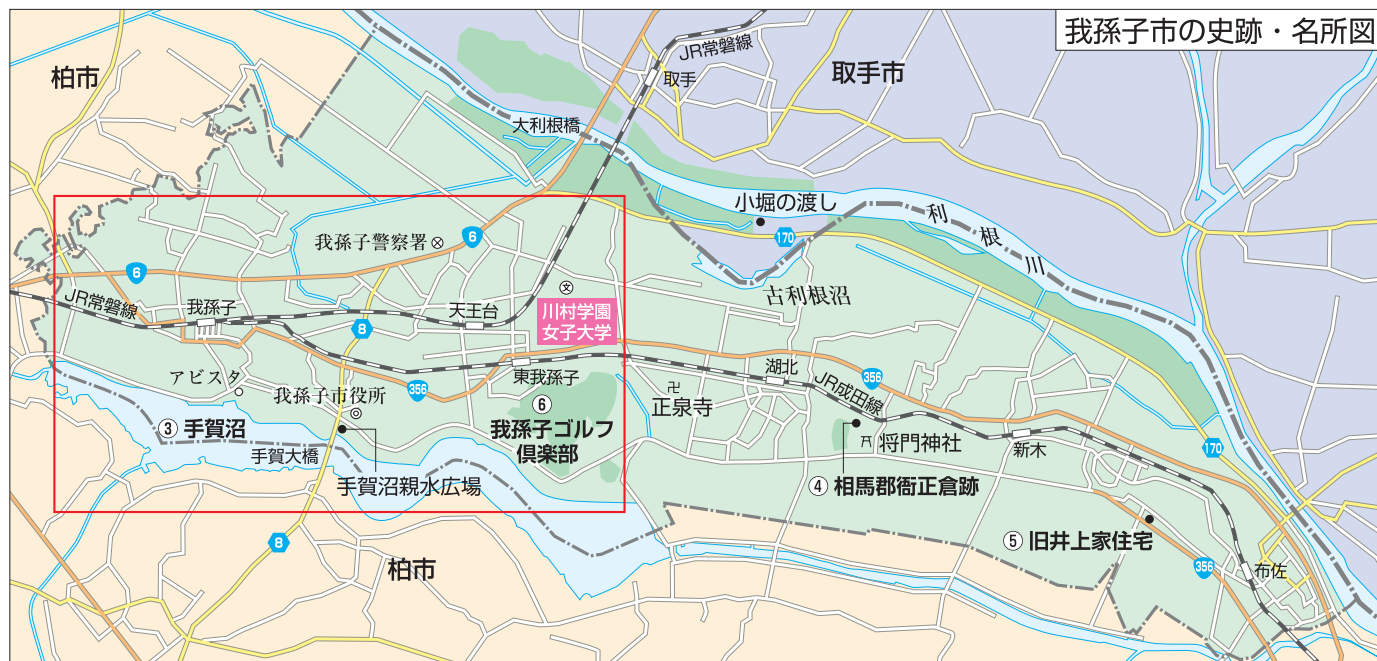 我孫子市の史跡・名所図
柏市
JR常磐線
取手
取手市
大利根橋
小堀の渡し
利根川
170
我孫子警察署
6
6
古利根沼
JR常磐線
我孫子
天王台
文
川村学園
女子大学
8
アビスタ
356
東我孫子
卍
正泉寺
湖北
JR成田線
356
我孫子市役所
⑥
我孫子ゴルフ
倶楽部
③ 手賀沼
手賀大橋
将門神社
新木
170
手賀沼親水広場
④ 相馬郡衙正倉跡
8
⑤ 旧井上家住宅
柏市
356
布佐